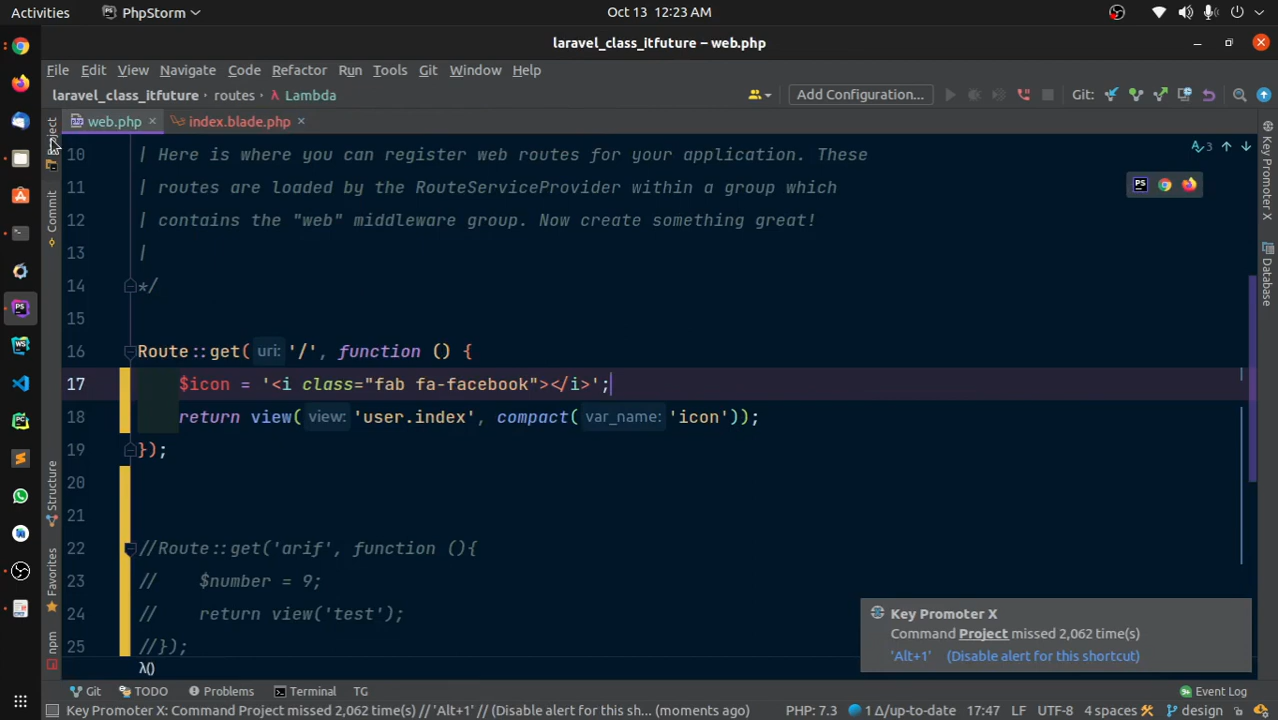 Activities PhpStorm Oct 13 12:23 AM
laravel_class_itfuture – web.php
File Edit View Navigate Code Refactor Run Tools Git Window Help
laravel_class_itfuture routes λ Lambda Add Configuration... Git:
web.php index.blade.php
10 | Here is where you can register web routes for your application. These
11 | routes are loaded by the RouteServiceProvider within a group which
12 | contains the "web" middleware group. Now create something great!
13 |
14 */
15
16 Route::get( uri: '/', function () {
17 $icon = '<i class="fab fa-facebook"></i>';
18 return view( view: 'user.index', compact( var_name: 'icon'));
19 });
20
21
22 //Route::get('arif', function (){
23 // $number = 9;
24 // return view('test');
25 //});
λ()
3
PS
Project
Commit
Structure
Favorites
npm
Key Promoter X
Database
Key Promoter X
Command Project missed 2,062 time(s)
'Alt+1' (Disable alert for this shortcut)
Git TODO Problems Terminal TG 9+ Event Log
Key Promoter X: Command Project missed 2,062 time(s) // 'Alt+1' // (Disable alert for this sh... (moments ago) PHP: 7.3 1 Δ/up-to-date 17:47 LF UTF-8 4 spaces design